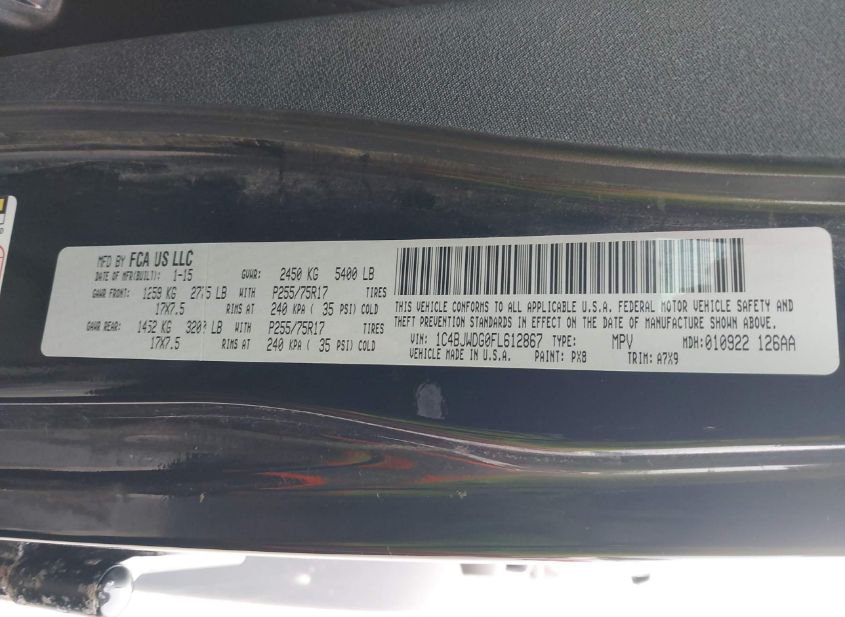 MFD BY FCA US LLC
DATE OF MFR(BUILT): 1-15 GVWR: 2450 KG 5400 LB
GAWR FRONT: 1259 KG 2775 LB WITH P255/75R17 TIRES
17X7.5 RIMS AT 240 KPA ( 35 PSI) COLD
GAWR REAR: 1452 KG LB WITH P255/75R17 TIRES
17X7.5 RIMS AT 240 KPA ( 35 PSI) COLD
THIS VEHICLE CONFORMS TO ALL APPLICABLE U.S.A. FEDERAL MOTOR VEHICLE SAFETY AND
THEFT PREVENTION STANDARDS IN EFFECT ON THE DATE OF MANUFACTURE SHOWN ABOVE.
VIN: 1C4BJWDG0FL612867 TYPE: MPV MDH: 010922 126AA
VEHICLE MADE IN U.S.A. PAINT: PX8 TRIM: A7X9